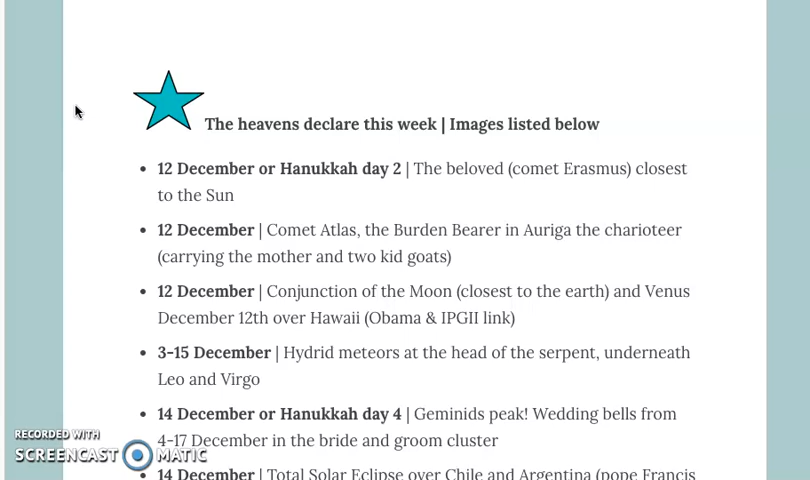 The heavens declare this week | Images listed below
12 December or Hanukkah day 2 | The beloved (comet Erasmus) closest
to the Sun
12 December | Comet Atlas, the Burden Bearer in Auriga the charioteer
(carrying the mother and two kid goats)
12 December | Conjunction of the Moon (closest to the earth) and Venus
December 12th over Hawaii (Obama & IPGII link)
3-15 December | Hydrid meteors at the head of the serpent, underneath
Leo and Virgo
14 December or Hanukkah day 4 | Geminids peak! Wedding bells from
4-17 December in the bride and groom cluster
14 December | Total Solar Eclipse over Chile and Argentina (pope Francis
RECORDED WITH
SCREENCAST MATIC